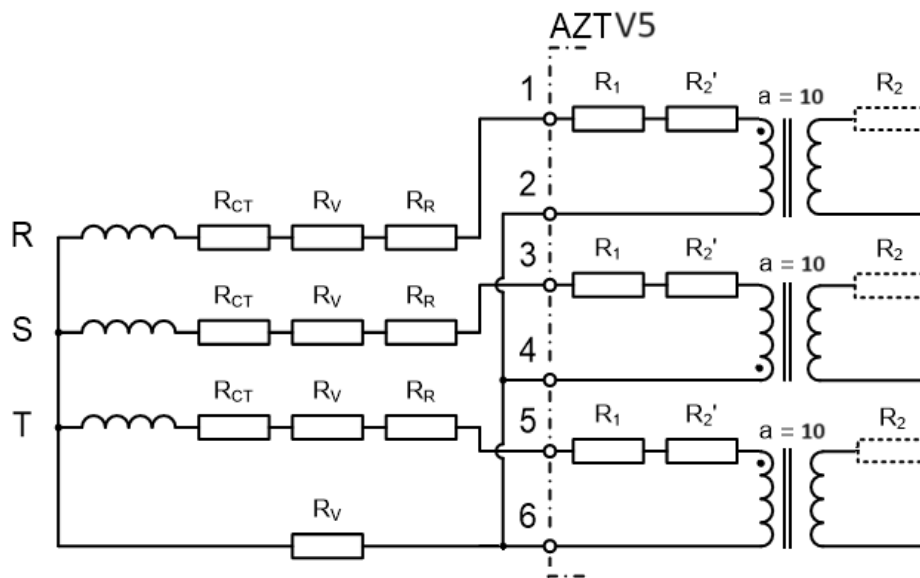 AZTV5
1
R₁
R₂'
a = 10
R₂
2
R
R_CT
R_V
R_R
3
R₁
R₂'
a = 10
R₂
S
R_CT
R_V
R_R
4
T
R_CT
R_V
R_R
5
R₁
R₂'
a = 10
R₂
R_V
6